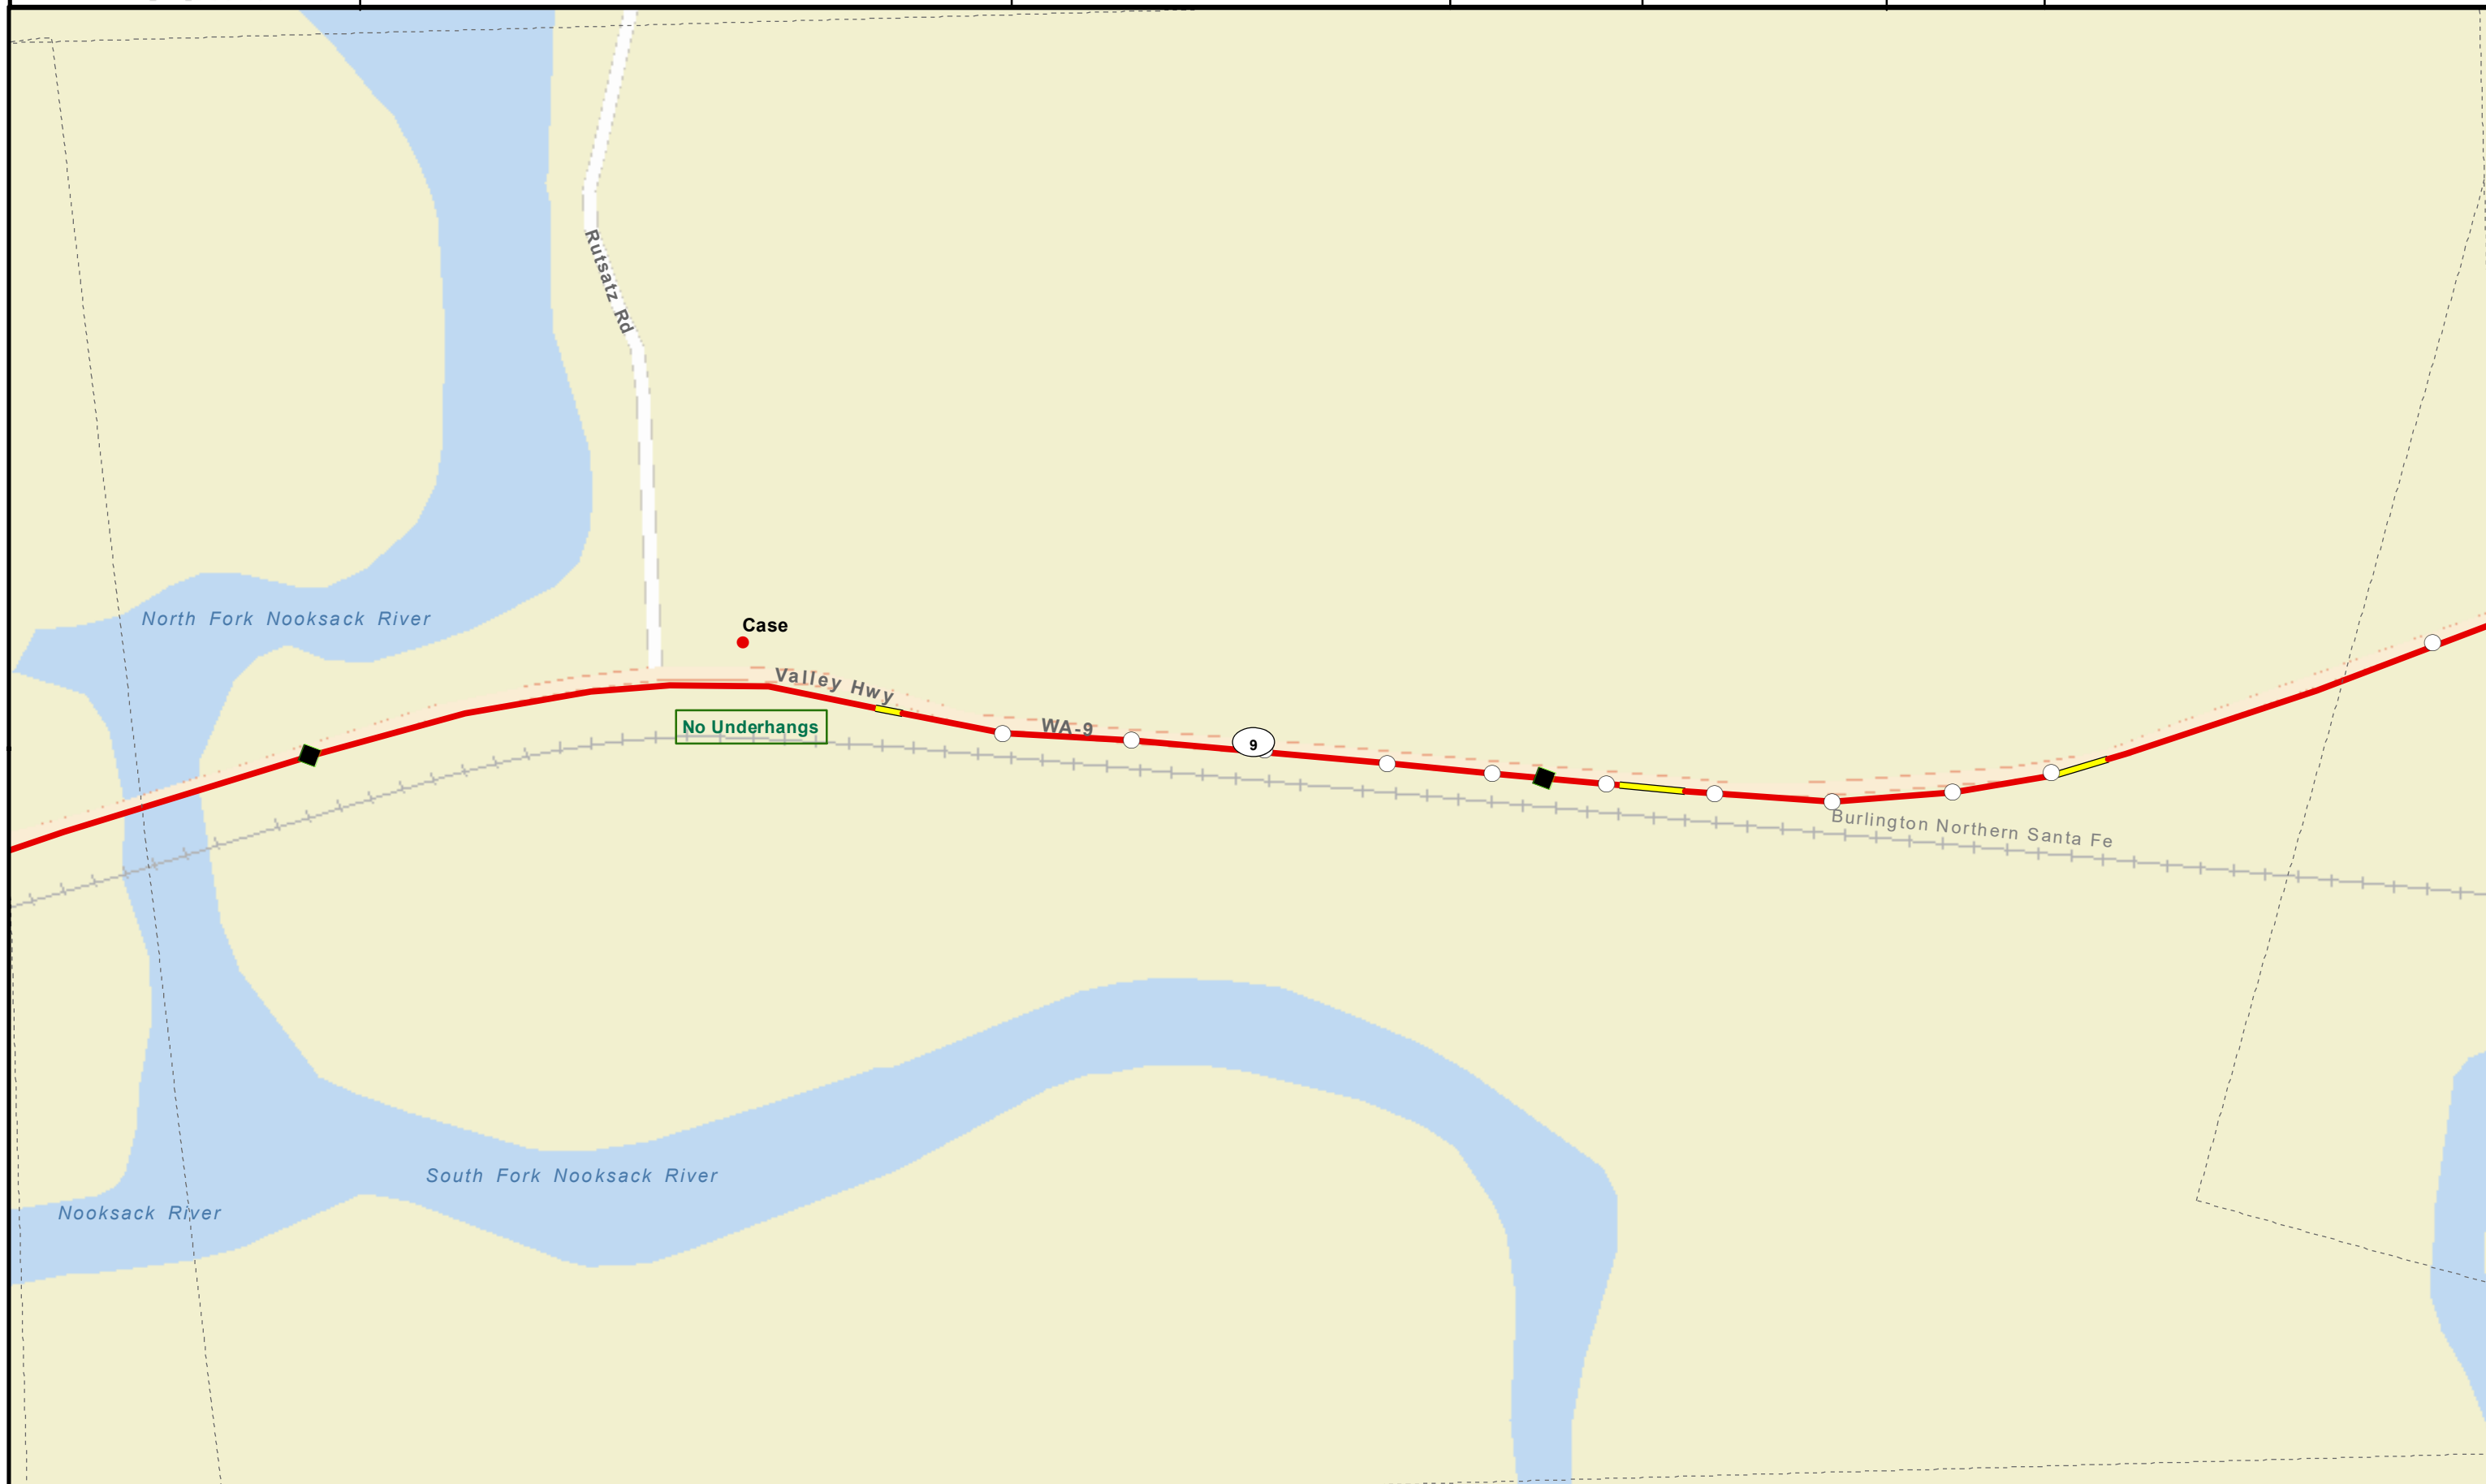 Rutsatz Rd
North Fork Nooksack River
Case
Valley Hwy
No Underhangs
WA-9
9
Burlington Northern Santa Fe
South Fork Nooksack River
Nooksack River